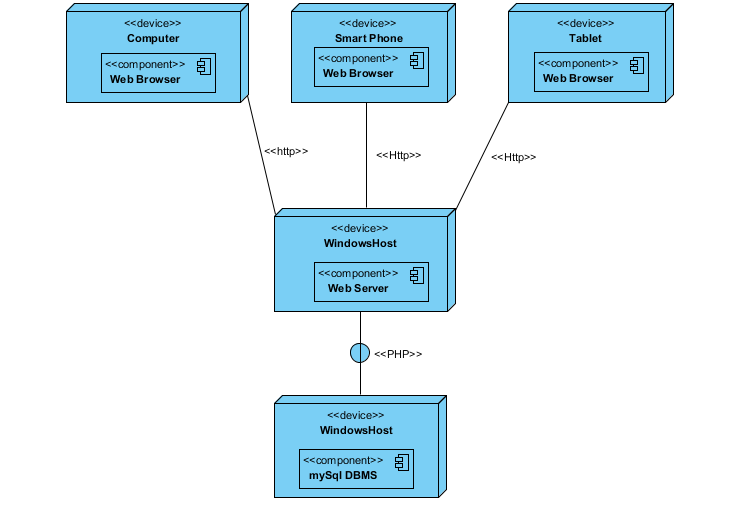 <<device>>
Computer
<<component>>
Web Browser
<<device>>
Smart Phone
<<component>>
Web Browser
<<device>>
Tablet
<<component>>
Web Browser
<<http>>
<<Http>>
<<Http>>
<<device>>
WindowsHost
<<component>>
Web Server
<<PHP>>
<<device>>
WindowsHost
<<component>>
mySql DBMS